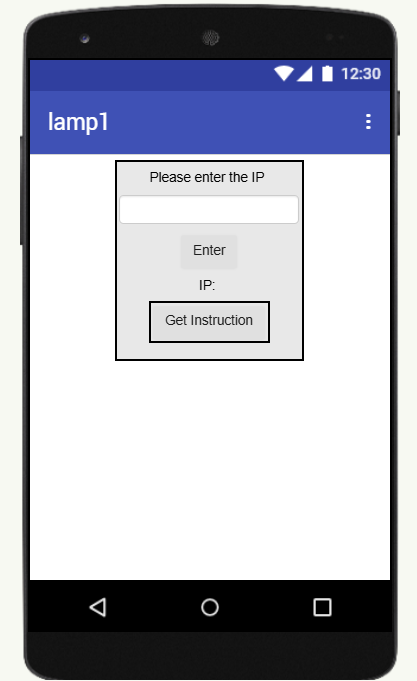 12:30
lamp1
Please enter the IP
Enter
IP:
Get Instruction